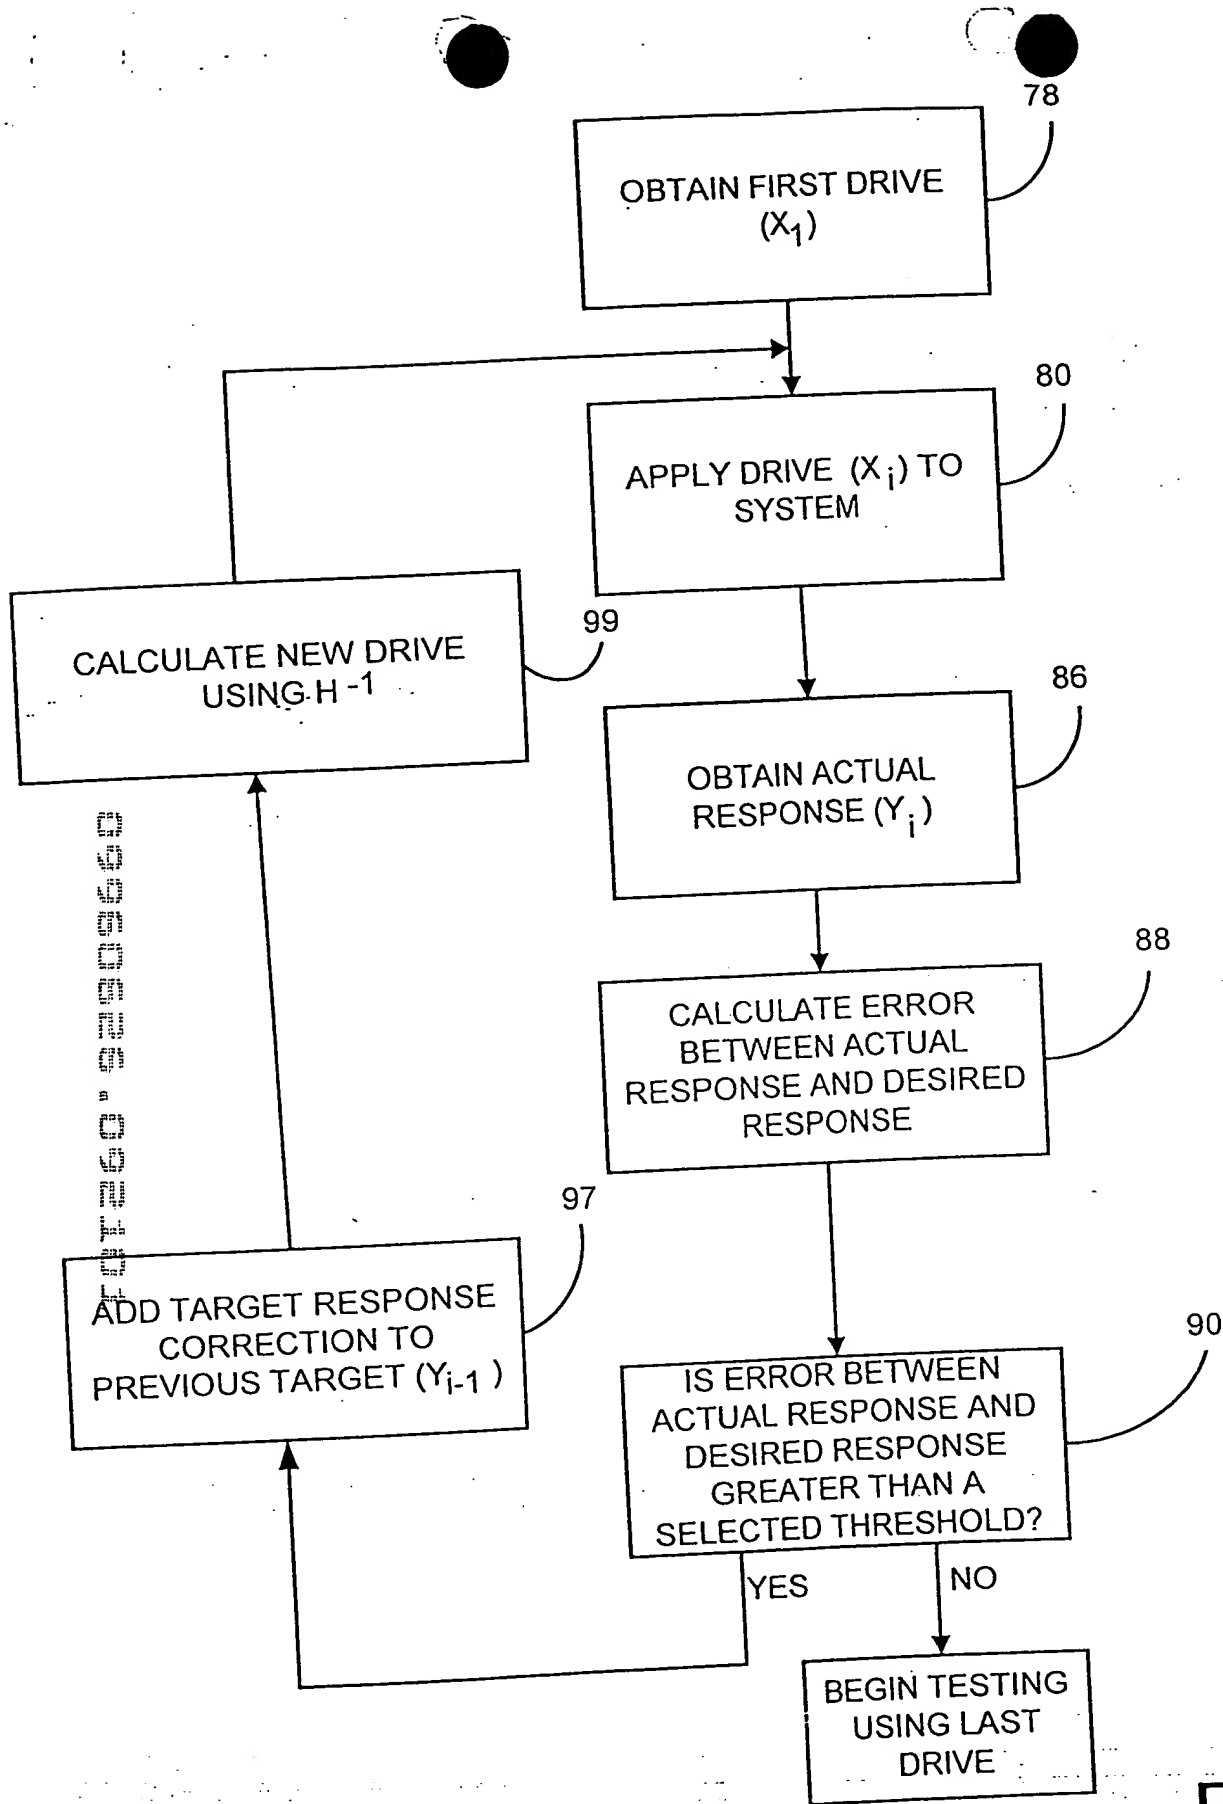 78
OBTAIN FIRST DRIVE
(X1)
80
APPLY DRIVE (Xi) TO
SYSTEM
99
CALCULATE NEW DRIVE
USING H -1
86
OBTAIN ACTUAL
RESPONSE (Yi)
88
CALCULATE ERROR
BETWEEN ACTUAL
RESPONSE AND DESIRED
RESPONSE
97
ADD TARGET RESPONSE
CORRECTION TO
PREVIOUS TARGET (Yi-1)
90
IS ERROR BETWEEN
ACTUAL RESPONSE AND
DESIRED RESPONSE
GREATER THAN A
SELECTED THRESHOLD?
YES
NO
BEGIN TESTING
USING LAST
DRIVE